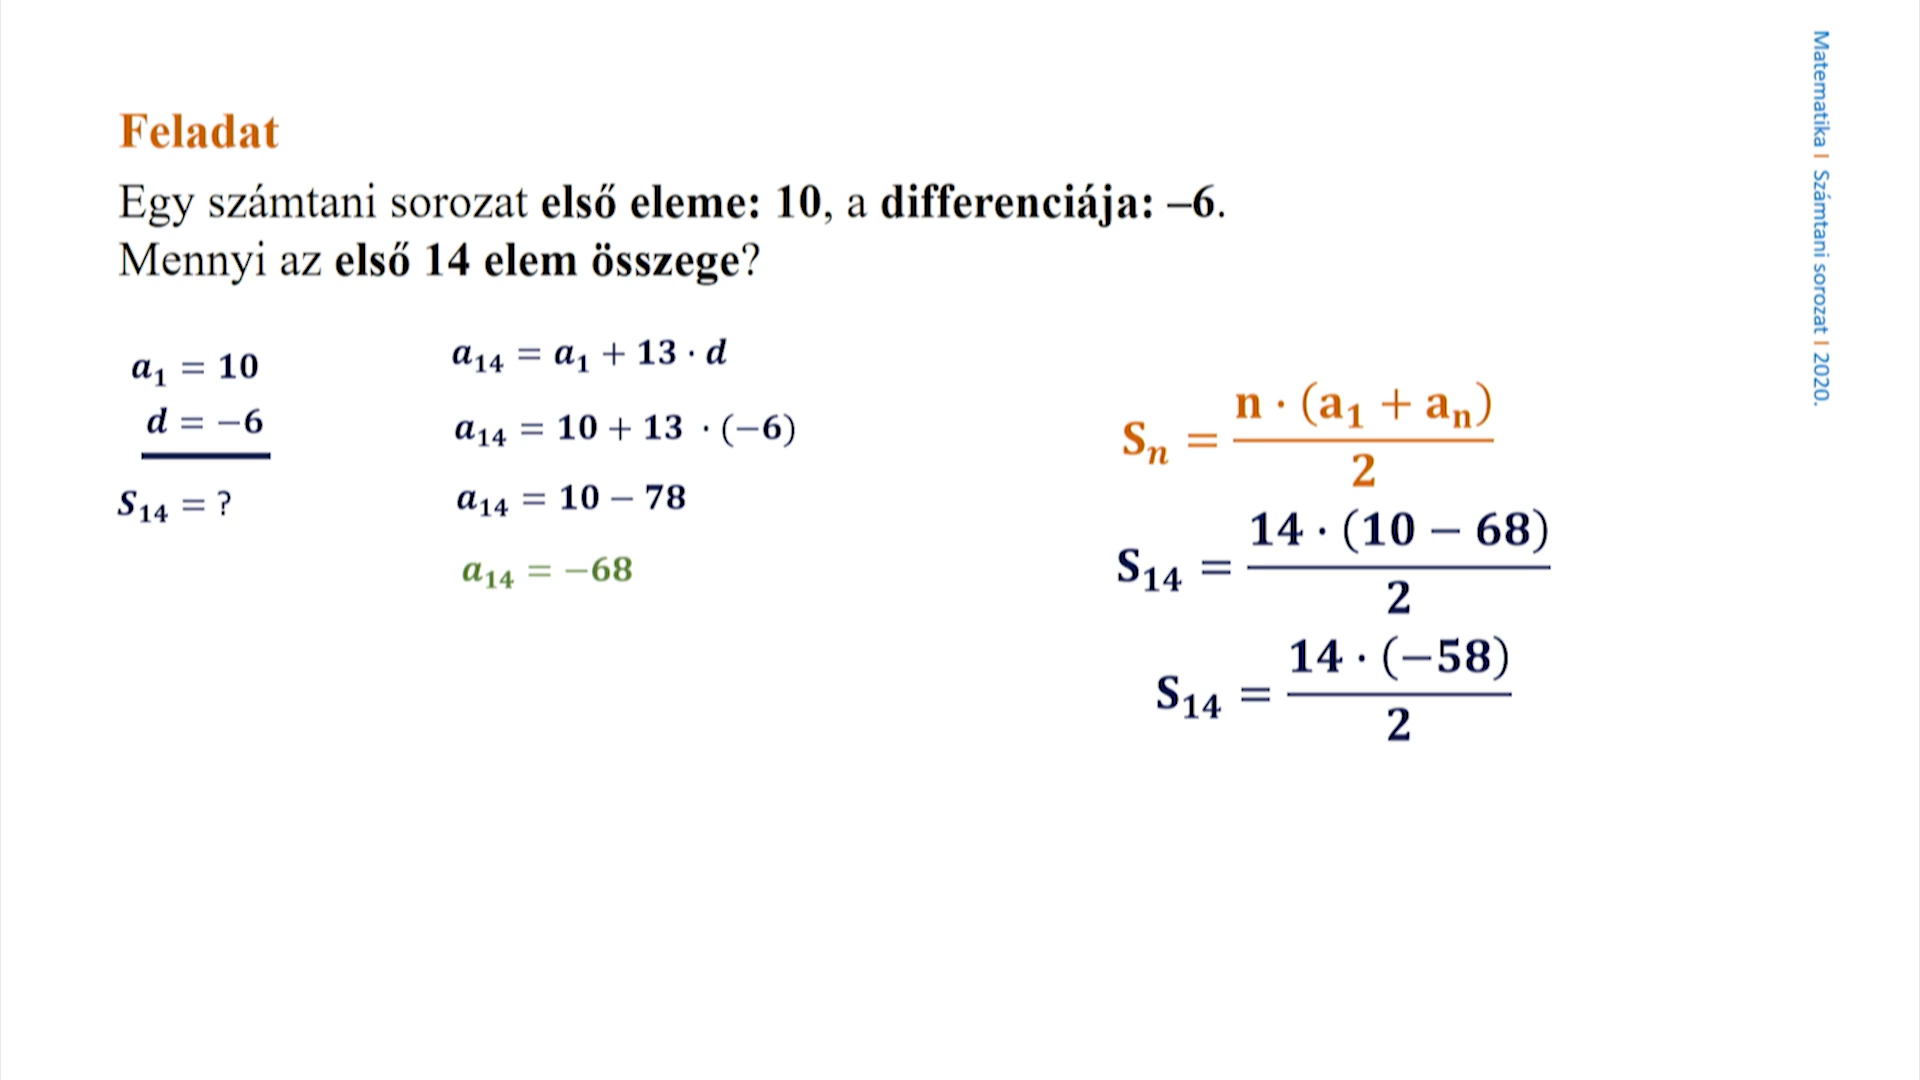 Feladat
Egy számtani sorozat első eleme: 10, a differenciája: –6.
Mennyi az első 14 elem összege?
a₁ = 10
d = −6
S₁₄ = ?
a₁₄ = a₁ + 13 · d
a₁₄ = 10 + 13 · (−6)
a₁₄ = 10 − 78
a₁₄ = −68
Sₙ = n · (a₁ + aₙ) / 2
S₁₄ = 14 · (10 − 68) / 2
S₁₄ = 14 · (−58) / 2
Matematika I Számtani sorozat I 2020.